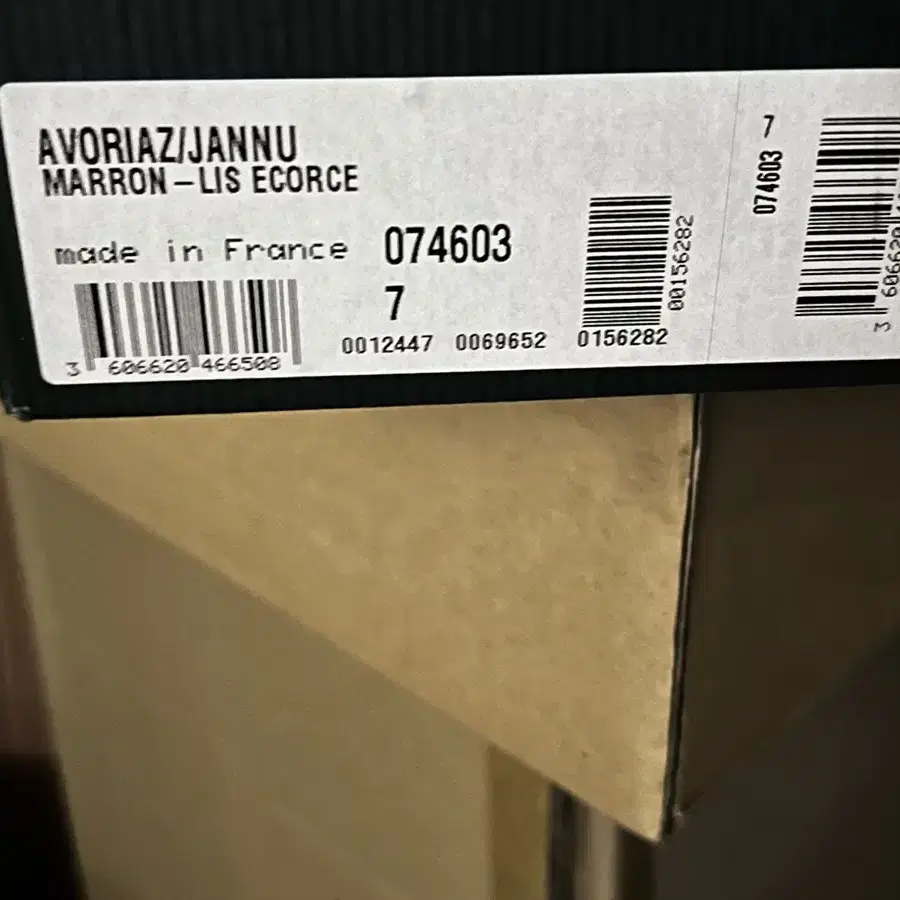 AVORIAZ/JANNU
MARRON-LIS ECORCE
made in France 074603
7
3 606620 466508
0012447 0069652 0156282
00156282
7
074603